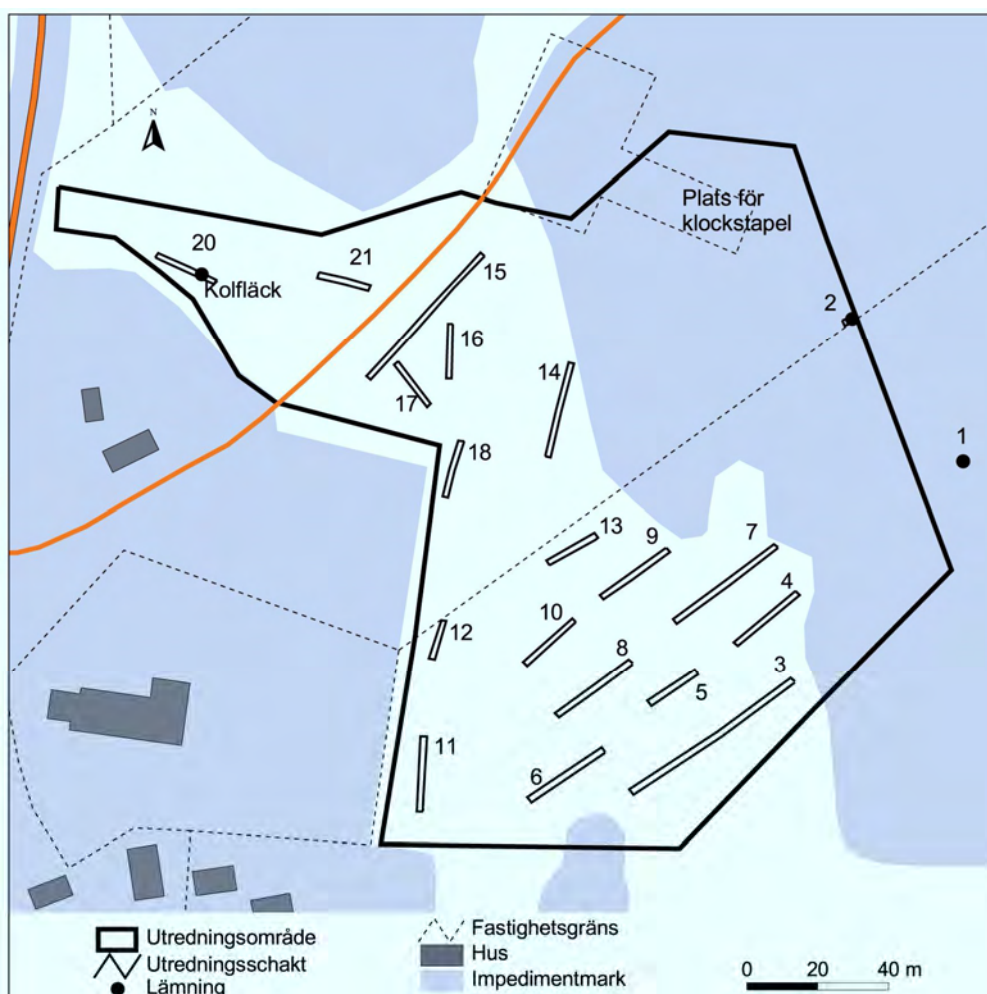 N
20
Kolfläck
21
15
16
17
14
18
Plats för
klockstapel
2
1
13
9
7
4
10
12
8
5
3
11
6
Utredningsområde
Utredningsschakt
Lämning
Fastighetsgräns
Hus
Impedimentmark
0 20 40 m